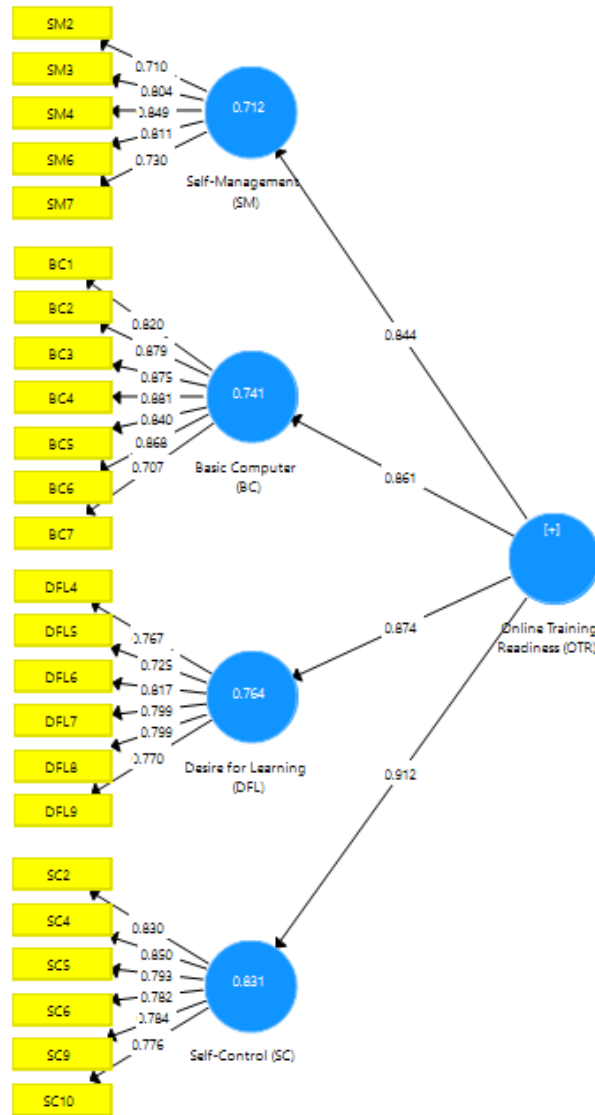 SM2
SM3
SM4
SM6
SM7
0.710
0.804
0.849
0.811
0.730
0.712
Self-Management
(SM)
0.844
BC1
BC2
BC3
BC4
BC5
BC6
BC7
0.820
0.879
0.875
0.881
0.840
0.868
0.707
0.741
Basic Computer
(BC)
0.861
[+]
Online Training
Readiness (OTR)
DFL4
DFL5
DFL6
DFL7
DFL8
DFL9
0.767
0.725
0.817
0.799
0.799
0.770
0.764
Desire for Learning
(DFL)
0.874
0.912
SC2
SC4
SC5
SC6
SC9
SC10
0.830
0.850
0.793
0.782
0.784
0.776
0.831
Self-Control (SC)